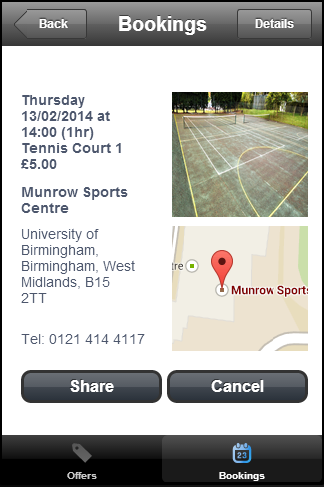 Back
Bookings
Details
Thursday
13/02/2014 at
14:00 (1hr)
Tennis Court 1
£5.00
Munrow Sports
Centre
University of
Birmingham,
Birmingham, West
Midlands, B15
2TT
Tel: 0121 414 4117
tre
Munrow Sports
Share
Cancel
23
Offers
Bookings